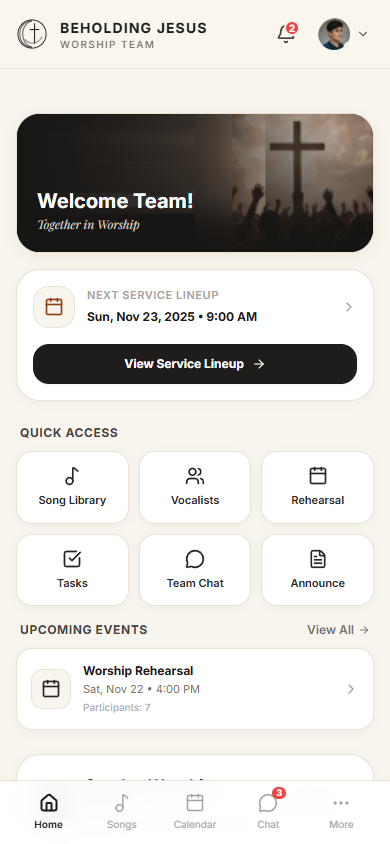 BEHOLDING JESUS
WORSHIP TEAM
2
Welcome Team!
Together in Worship
NEXT SERVICE LINEUP
Sun, Nov 23, 2025 • 9:00 AM
View Service Lineup →
QUICK ACCESS
Song Library
Vocalists
Rehearsal
Tasks
Team Chat
Announce
UPCOMING EVENTS
View All →
Worship Rehearsal
Sat, Nov 22 • 4:00 PM
Participants: 7
3
Home
Songs
Calendar
Chat
More